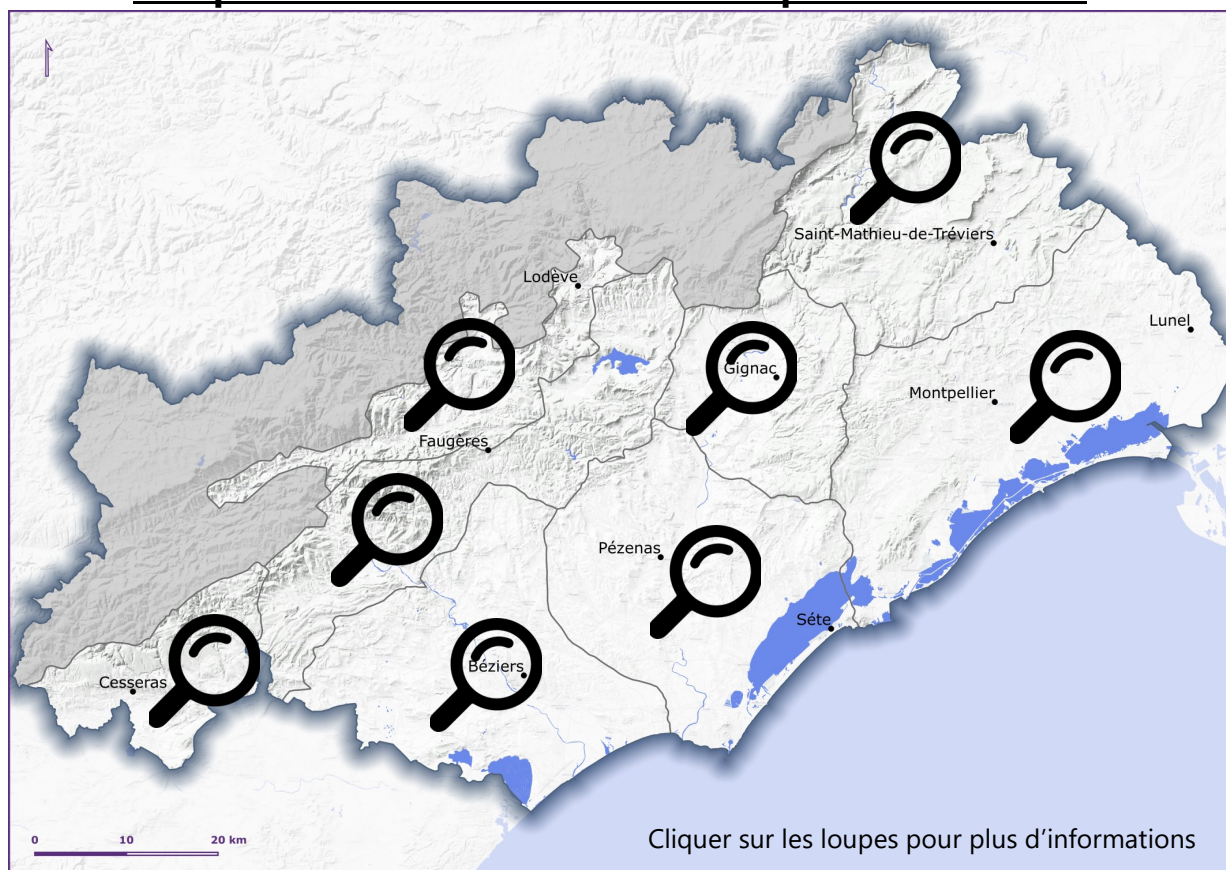 Saint-Mathieu-de-Tréviers
Lodève
Lunel
Gignac
Montpellier
Faugères
Pézenas
Séte
Béziers
Cesseras
0 10 20 km
Cliquer sur les loupes pour plus d’informations